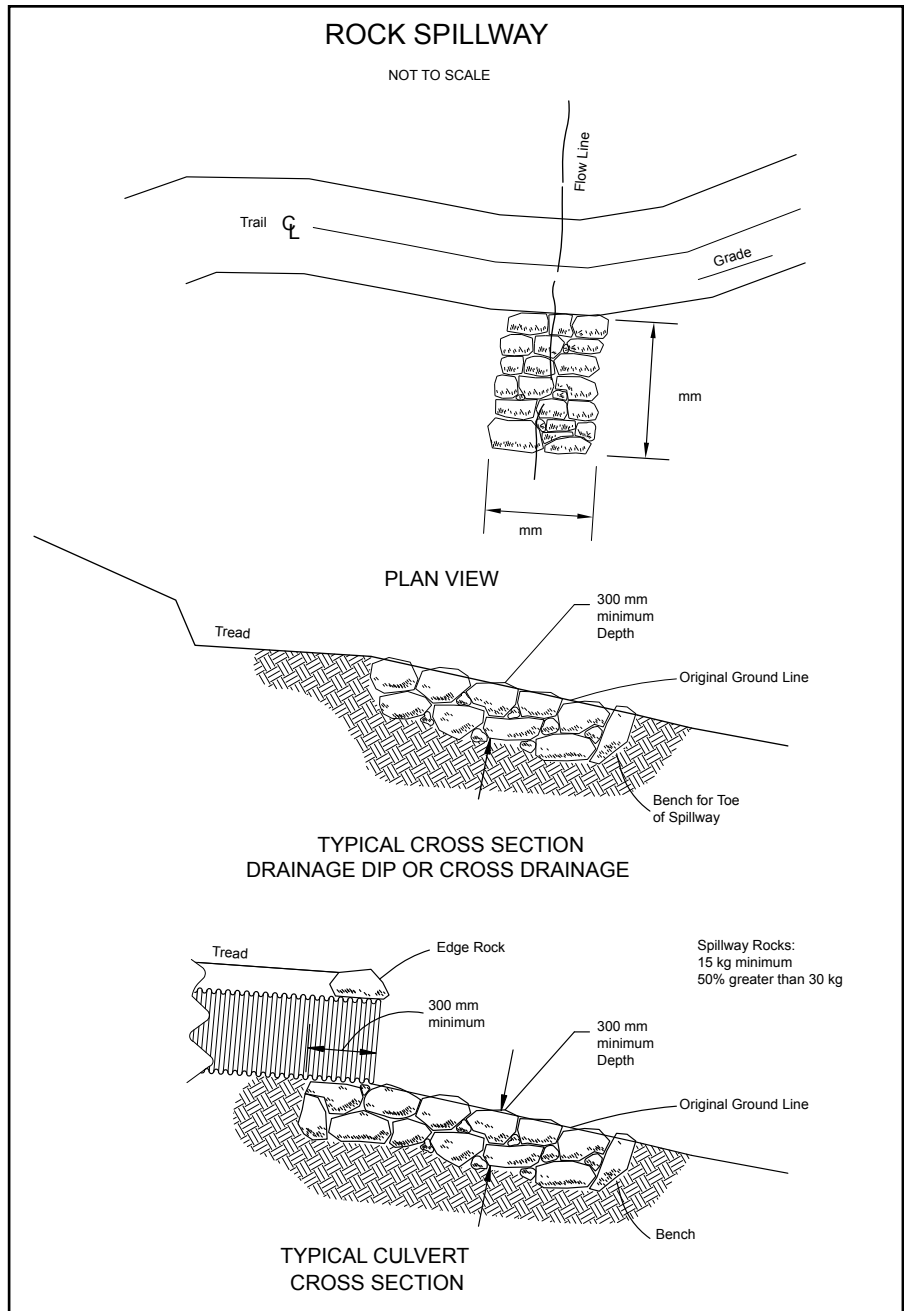 ROCK SPILLWAY
NOT TO SCALE
Flow Line
Trail ℄
Grade
mm
mm
PLAN VIEW
300 mm
minimum
Depth
Tread
Original Ground Line
Bench for Toe
of Spillway
TYPICAL CROSS SECTION
DRAINAGE DIP OR CROSS DRAINAGE
Tread
Edge Rock
Spillway Rocks:
15 kg minimum
50% greater than 30 kg
300 mm
minimum
300 mm
minimum
Depth
Original Ground Line
Bench
TYPICAL CULVERT
CROSS SECTION